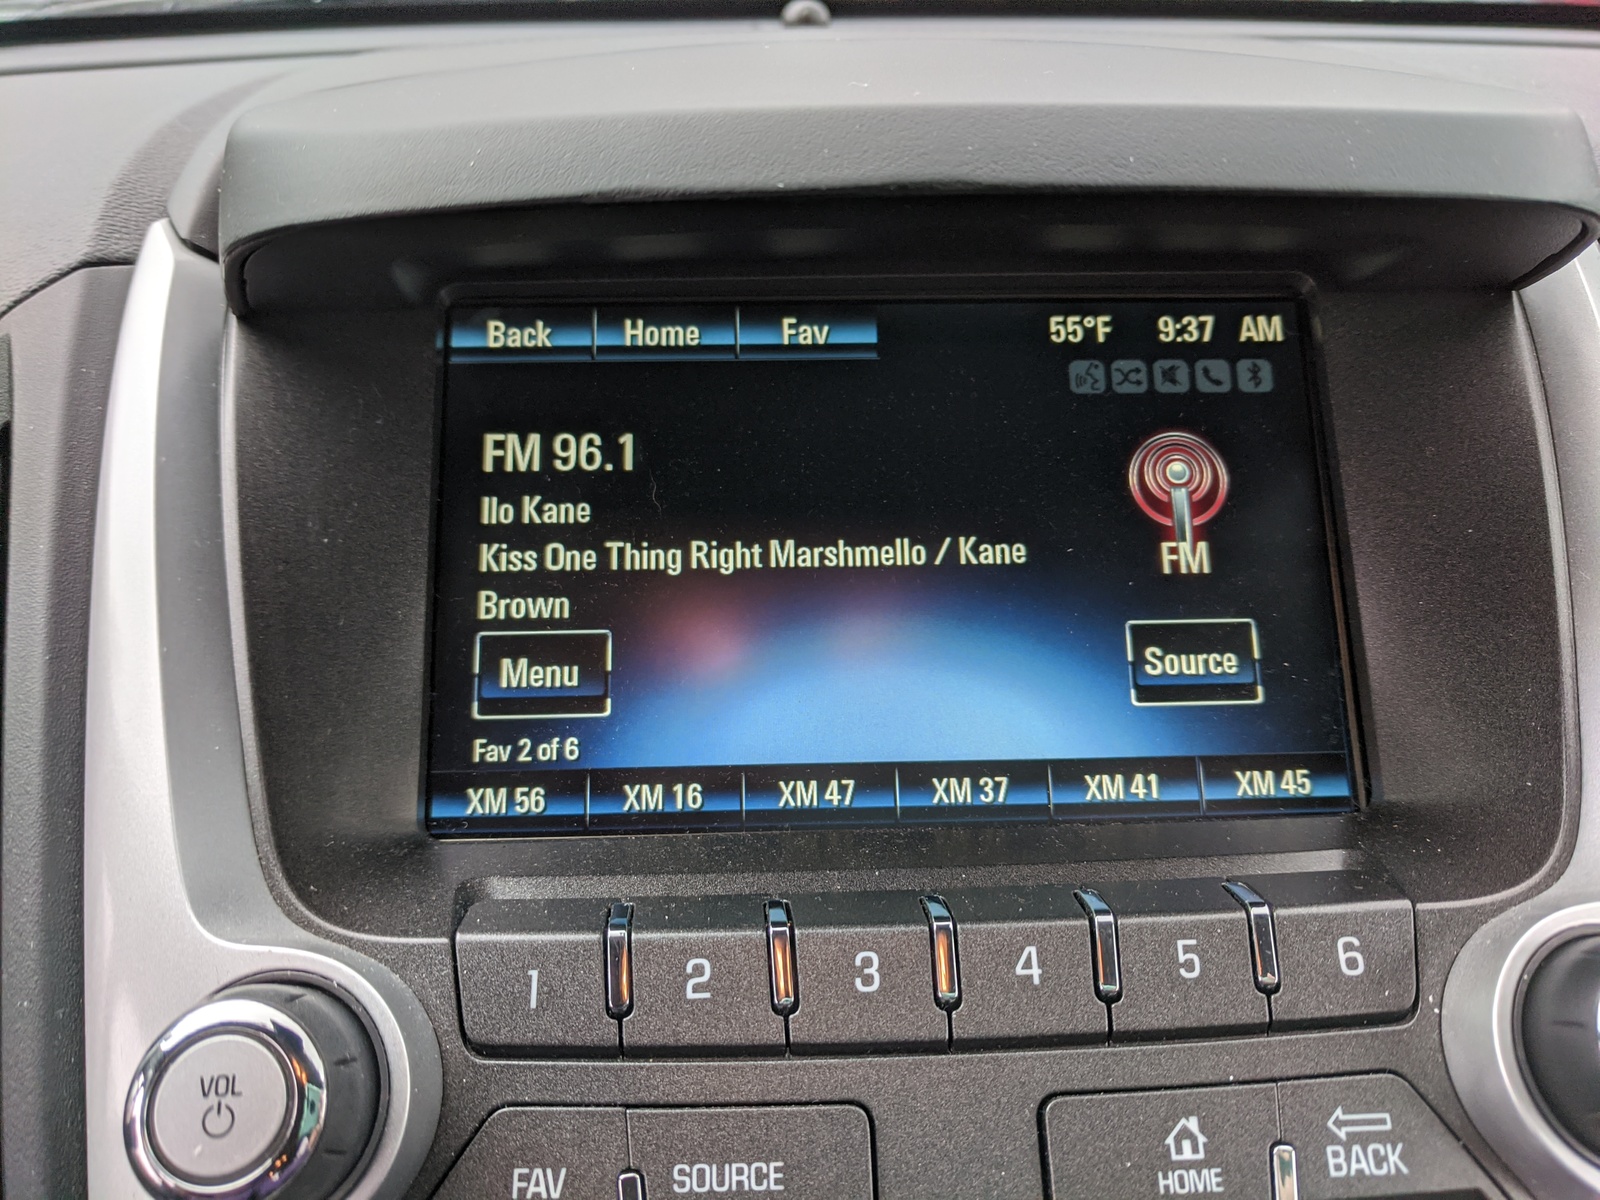 Back Home Fav 55°F 9:37 AM
FM 96.1
llo Kane
Kiss One Thing Right Marshmello / Kane
Brown
FM
Menu
Source
Fav 2 of 6
XM 56 XM 16 XM 47 XM 37 XM 41 XM 45
1 2 3 4 5 6
VOL
FAV SOURCE HOME BACK